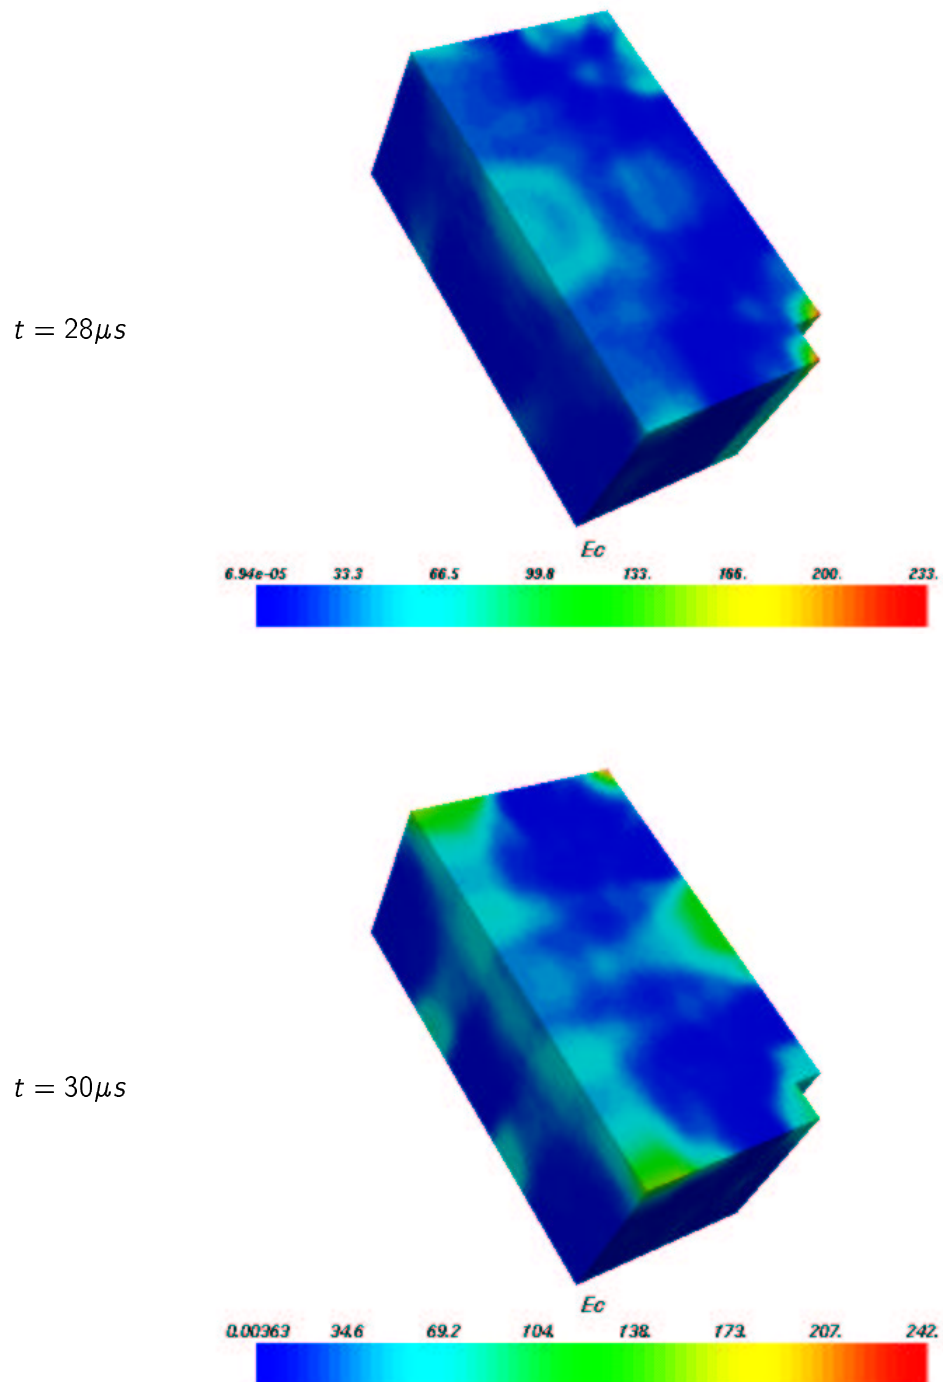 t = 28μs
Ec
6.94e-05 33.3 66.5 99.8 133. 166. 200. 233.
t = 30μs
Ec
0.00363 34.6 69.2 104. 138. 173. 207. 242.